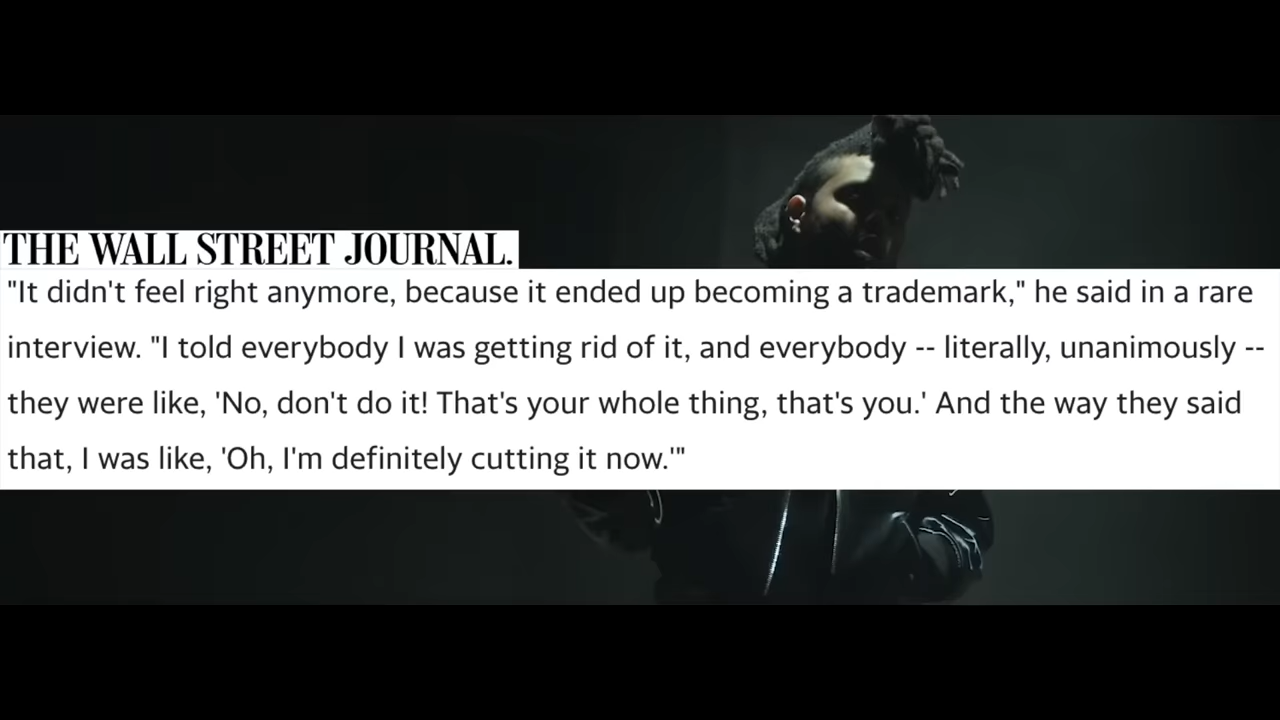 THE WALL STREET JOURNAL.
"It didn't feel right anymore, because it ended up becoming a trademark," he said in a rare
interview. "I told everybody I was getting rid of it, and everybody -- literally, unanimously --
they were like, 'No, don't do it! That's your whole thing, that's you.' And the way they said
that, I was like, 'Oh, I'm definitely cutting it now.'"